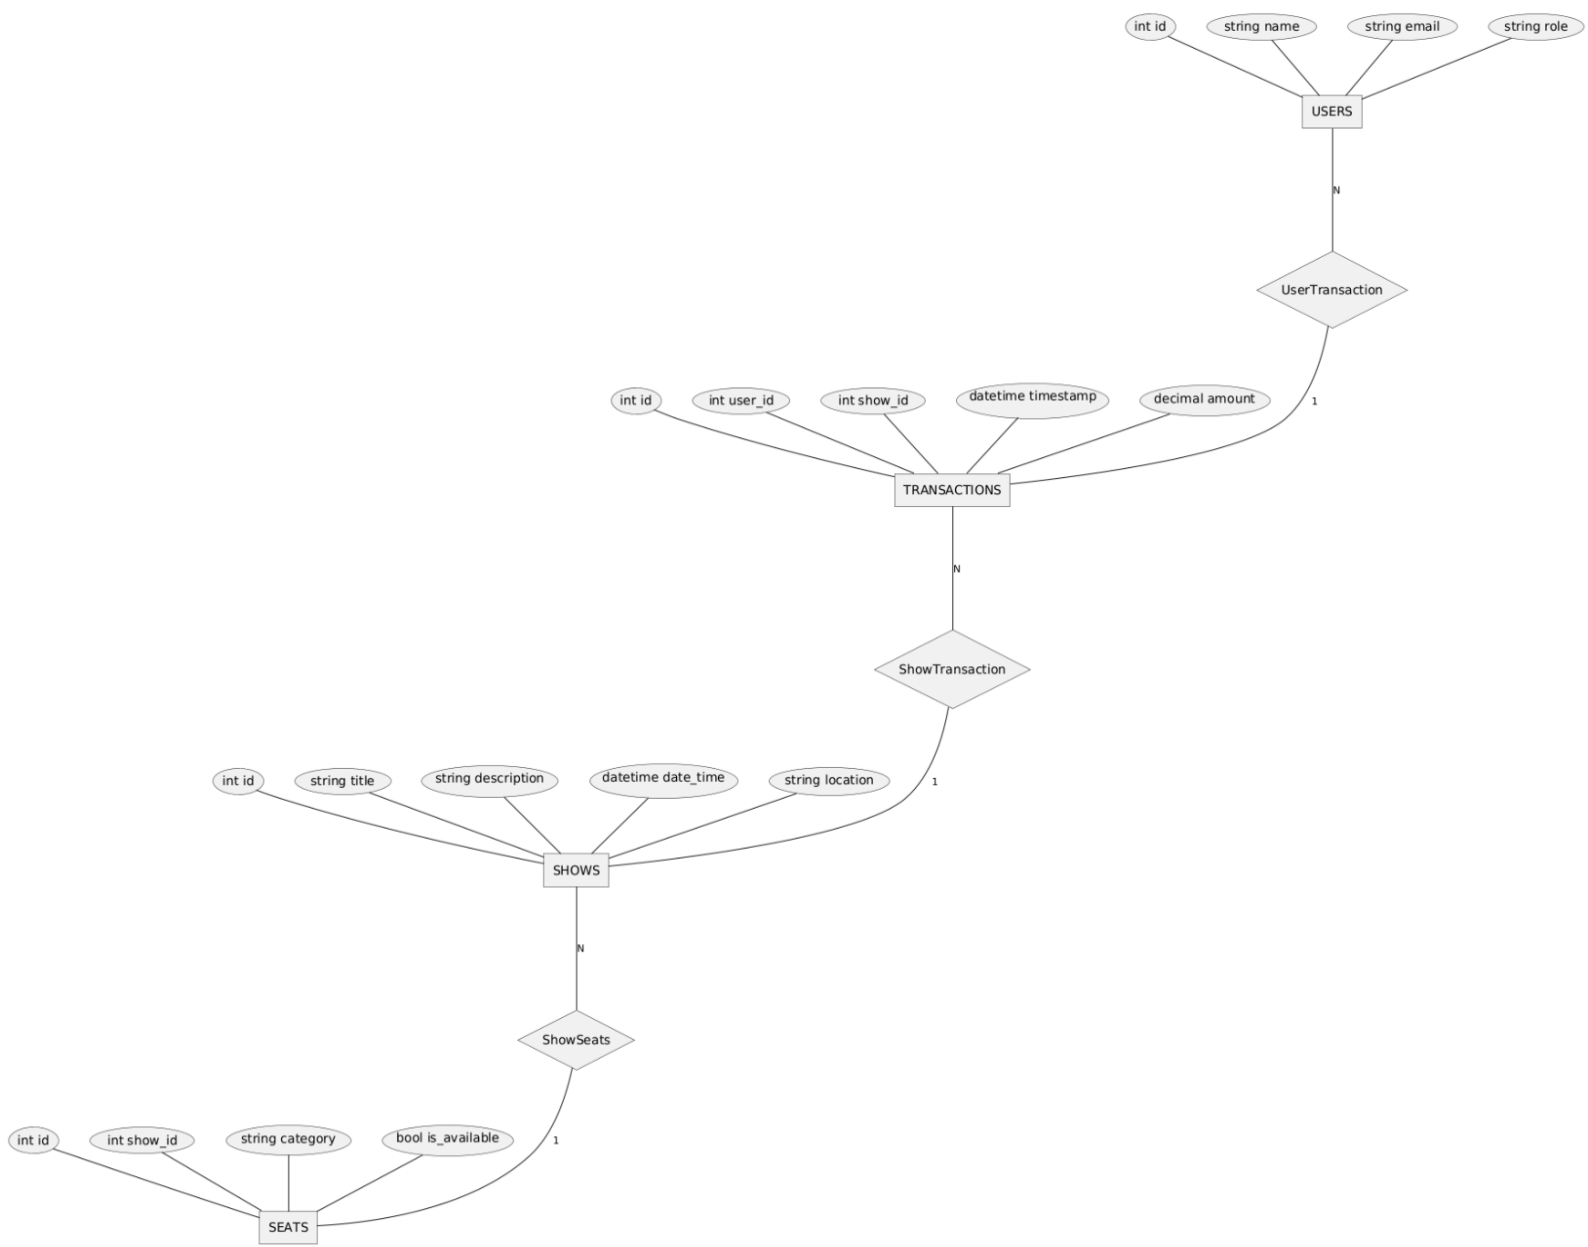 int id
string name
string email
string role
USERS
N
UserTransaction
int id
int user_id
int show_id
datetime timestamp
decimal amount
1
TRANSACTIONS
N
ShowTransaction
int id
string title
string description
datetime date_time
string location
1
SHOWS
N
ShowSeats
int id
int show_id
string category
bool is_available
1
SEATS